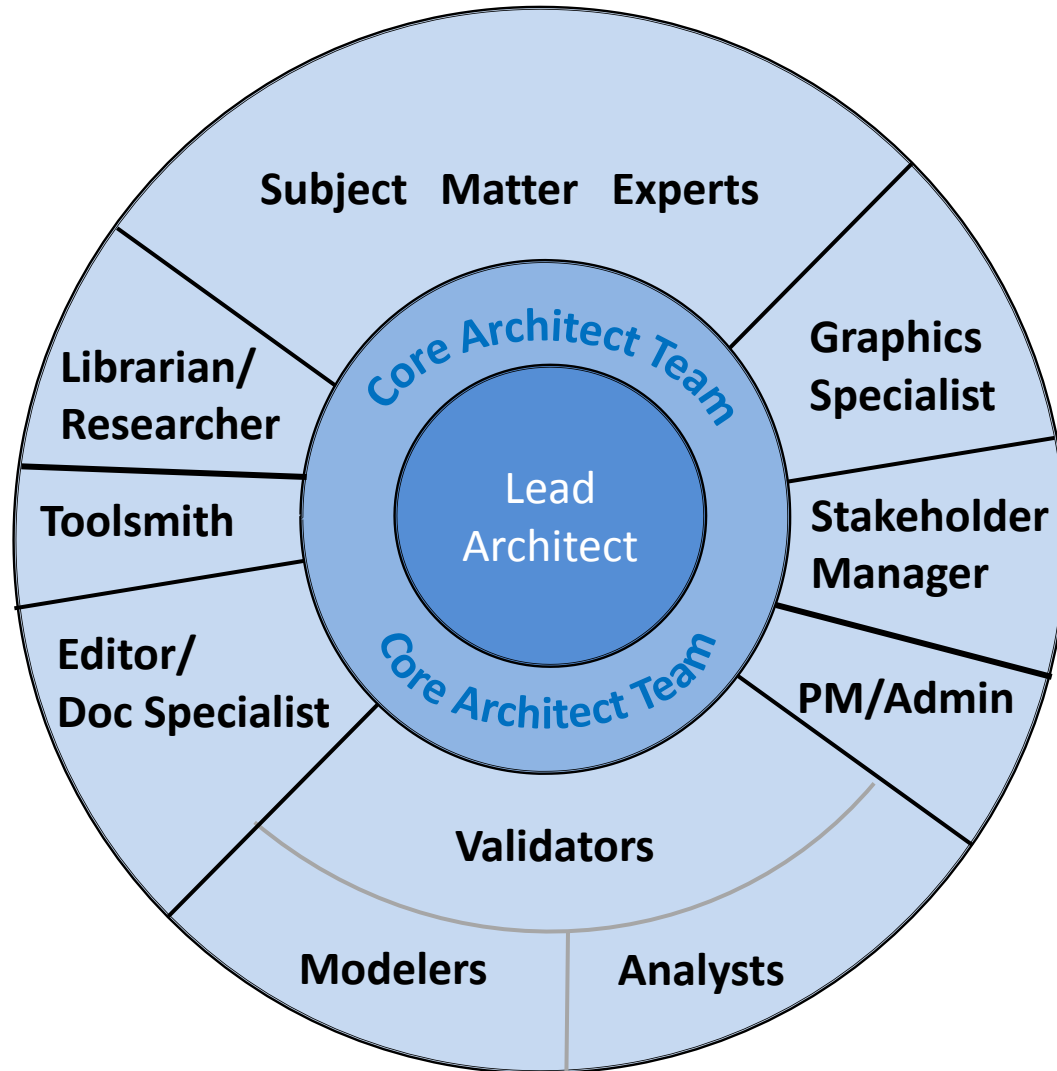 Subject Matter Experts
Core Architect Team
Librarian/
Researcher
Graphics
Specialist
Lead
Architect
Toolsmith
Stakeholder
Manager
Editor/
Doc Specialist
Core Architect Team
PM/Admin
Validators
Modelers
Analysts